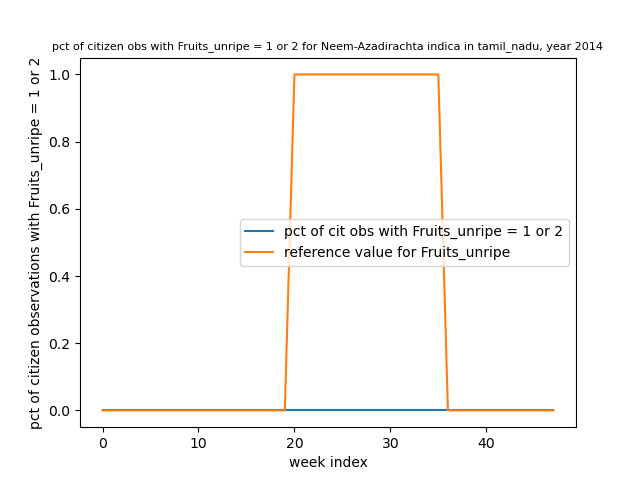 pct of citizen obs with Fruits_unripe = 1 or 2 for Neem-Azadirachta indica in tamil_nadu, year 2014
pct of citizen observations with Fruits_unripe = 1 or 2
1.0
0.8
0.6
0.4
0.2
0.0
pct of cit obs with Fruits_unripe = 1 or 2
reference value for Fruits_unripe
0 10 20 30 40
week index